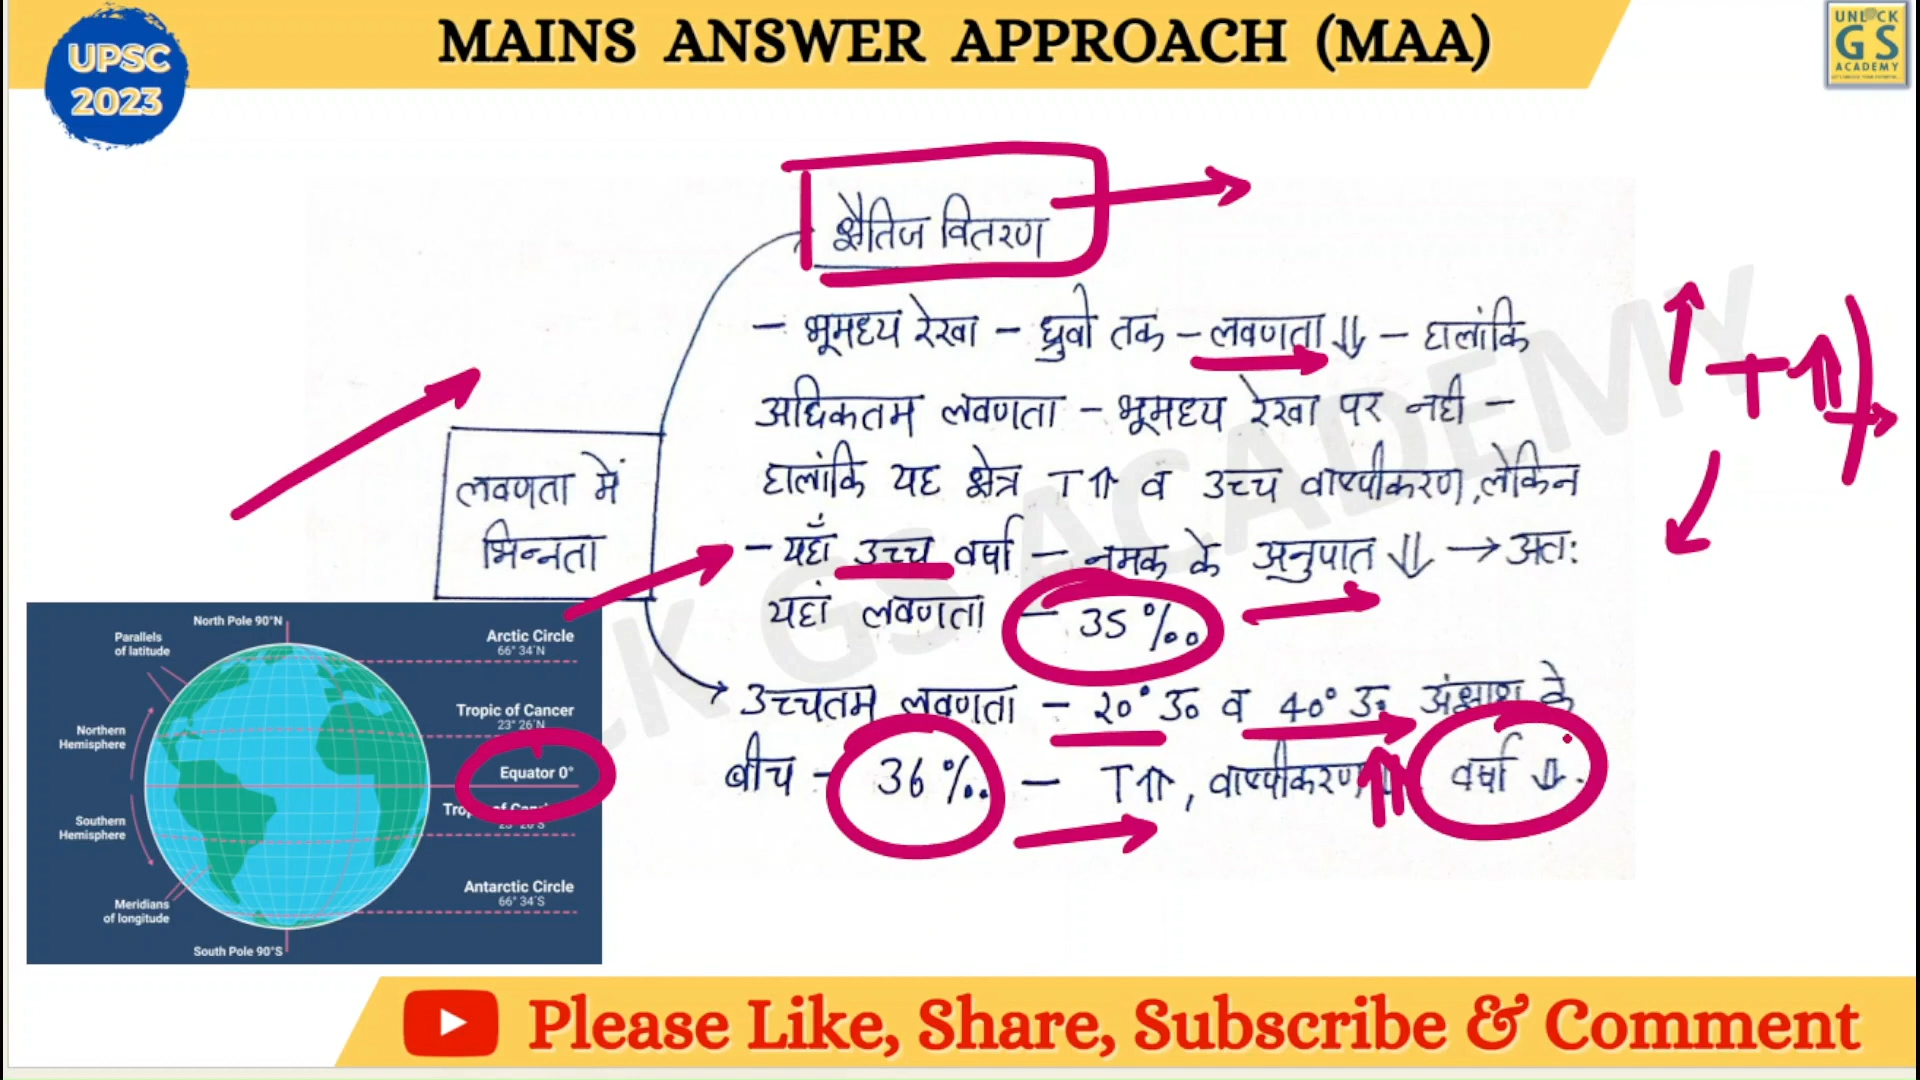 MAINS ANSWER APPROACH (MAA)
UPSC
2023
UNLOCK
GS
ACADEMY
क्षैतिज वितरण
– भूमध्य रेखा – ध्रुवो तक – लवणता ⇓ – हालांकि
अधिकतम लवणता – भूमध्य रेखा पर नही –
हालांकि यह क्षेत्र T⇑ व उच्च वाष्पीकरण, लेकिन
– यहाँ उच्च वर्षा – नमक के अनुपात ⇓ → अतः
यहां लवणता – 35‰
लवणता में
भिन्नता
→ उच्चतम लवणता – २०° उ० व 40° उ० अंक्षाश के
बीच – 36‰ – T⇑, वाष्पीकरण वर्षा ⇓.
↑ + ⇑) →
North Pole 90°N
Parallels
of latitude
Arctic Circle
66° 34'N
Tropic of Cancer
23° 26'N
Northern
Hemisphere
Equator 0°
Southern
Hemisphere
Antarctic Circle
66° 34'S
Meridians
of longitude
South Pole 90°S
GS ACADEMY
Please Like, Share, Subscribe & Comment